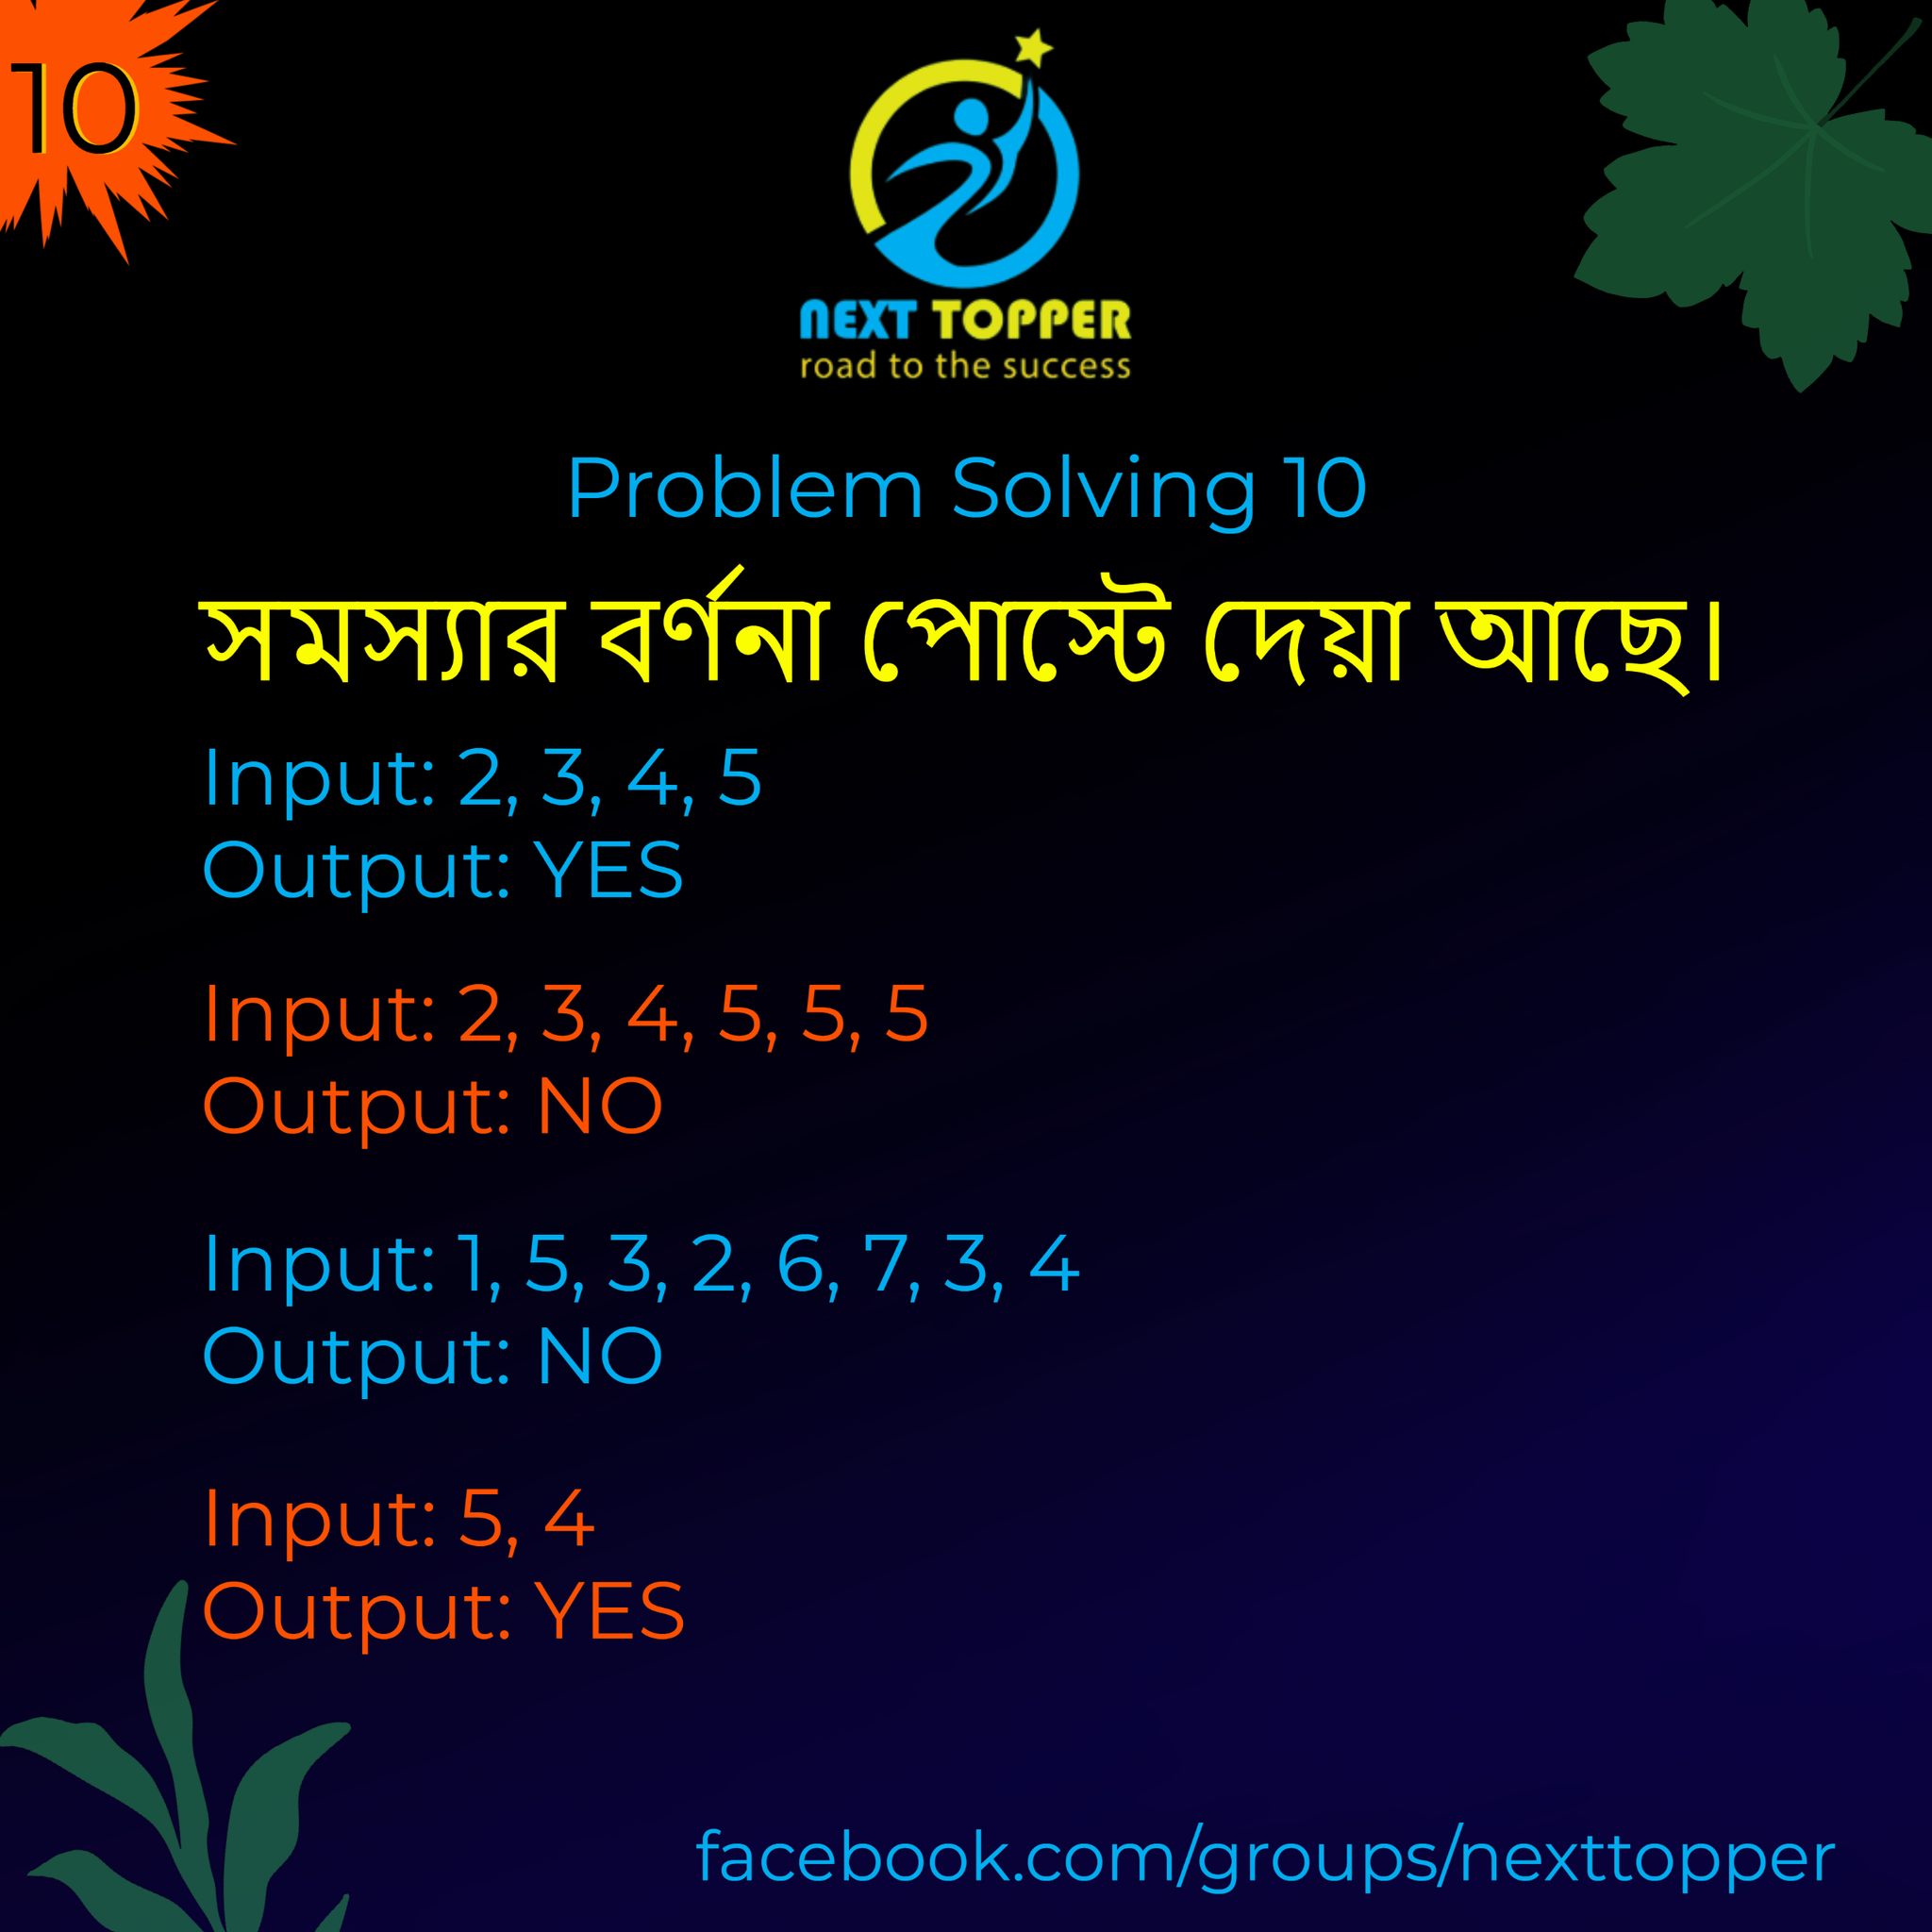 10
NEXT TOPPER
road to the success
Problem Solving 10
সমস্যার বর্ণনা পোস্টে দেয়া আছে।
Input: 2, 3, 4, 5
Output: YES
Input: 2, 3, 4, 5, 5, 5
Output: NO
Input: 1, 5, 3, 2, 6, 7, 3, 4
Output: NO
Input: 5, 4
Output: YES
facebook.com/groups/nexttopper